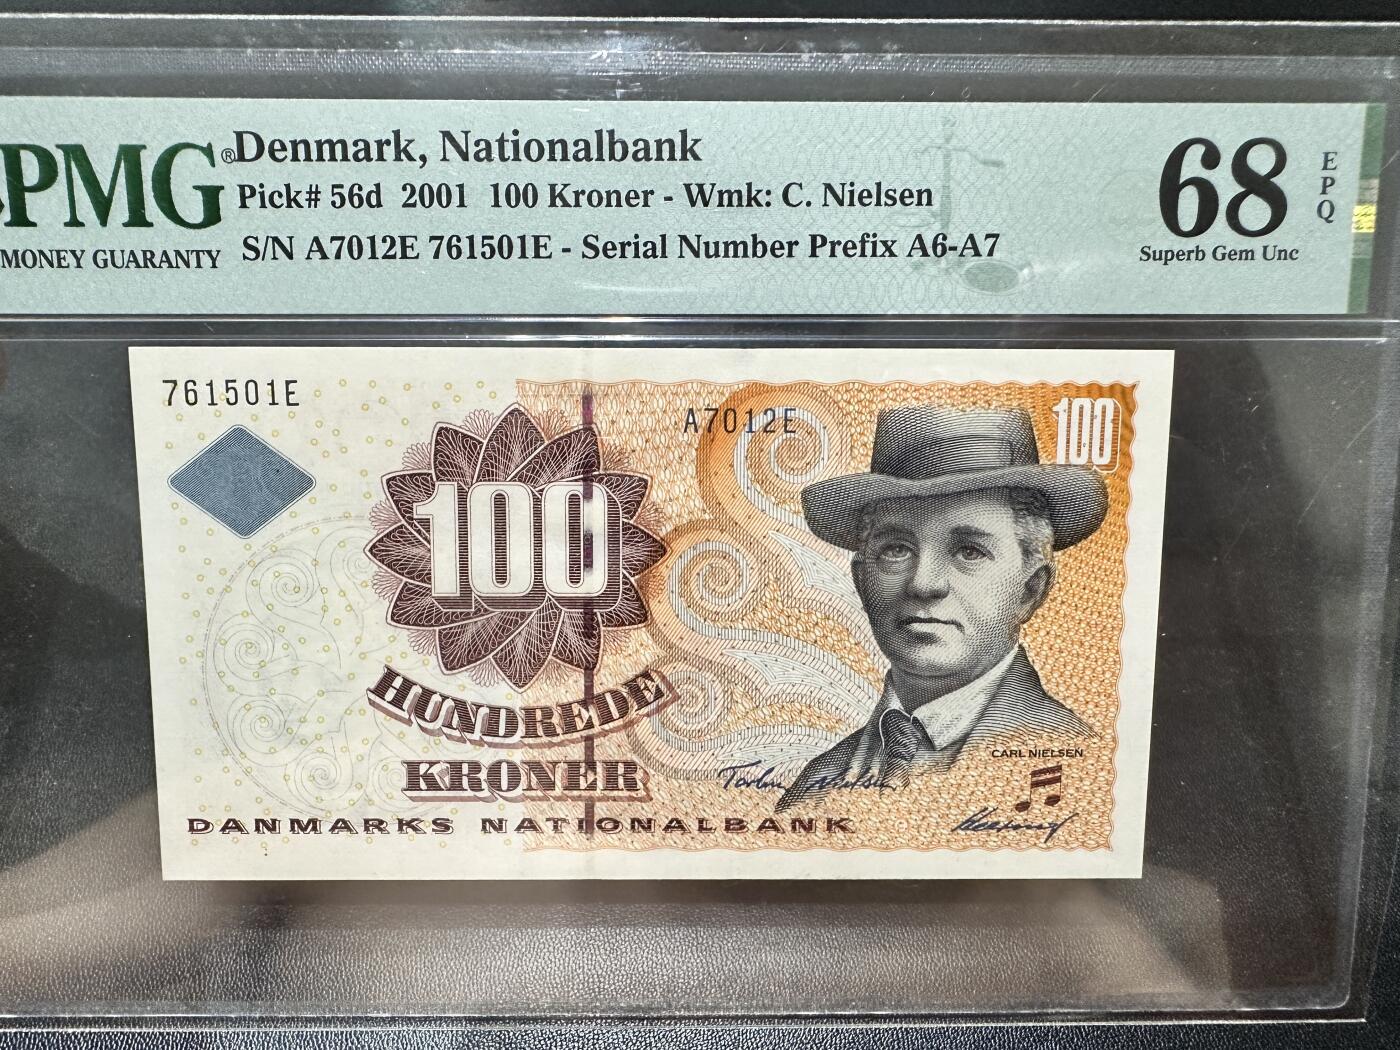 PMG® Denmark, Nationalbank
Pick# 56d 2001 100 Kroner - Wmk: C. Nielsen
MONEY GUARANTY S/N A7012E 761501E - Serial Number Prefix A6-A7
68
EPQ
Superb Gem Unc
761501E
A7012E
100
100
HUNDREDE
KRONER
CARL NIELSEN
DANMARKS NATIONALBANK